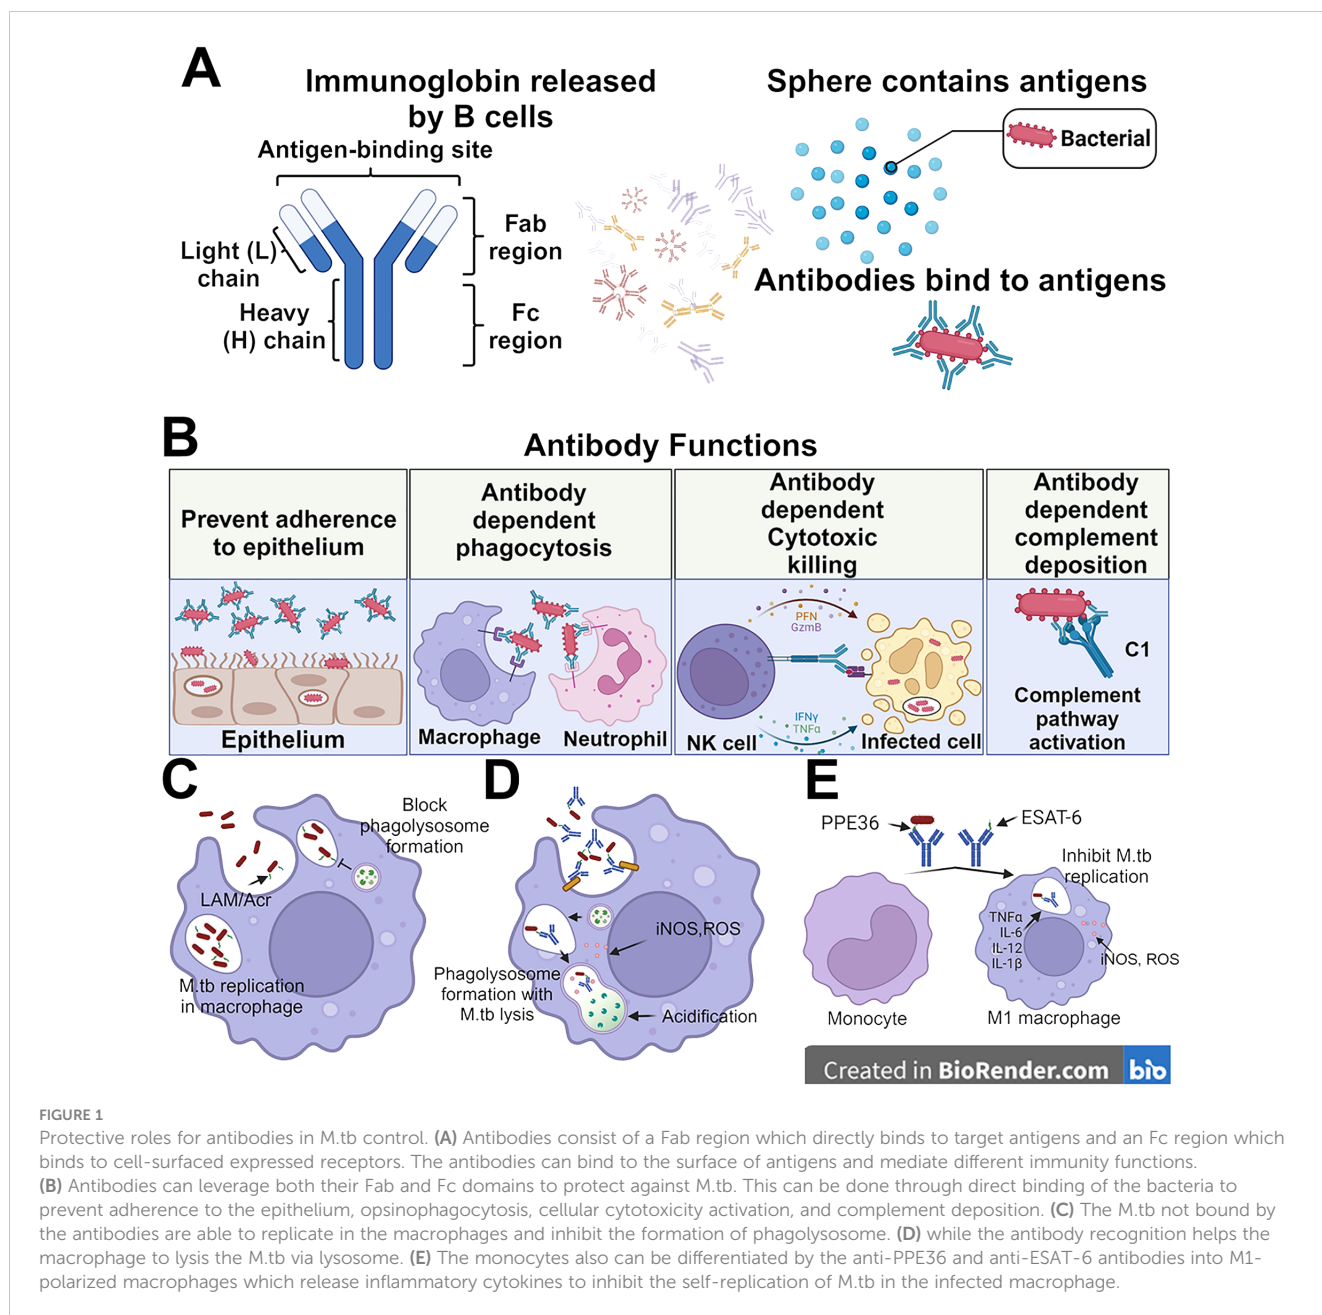 A
Immunoglobin released
by B cells
Antigen-binding site
Light (L)
chain
Heavy
(H) chain
Fab
region
Fc
region
Sphere contains antigens
Bacterial
Antibodies bind to antigens
B
Antibody Functions
Prevent adherence
to epithelium
Epithelium
Antibody
dependent
phagocytosis
Macrophage
Neutrophil
Antibody
dependent
Cytotoxic
killing
PFN
GzmB
IFNγ
TNFα
NK cell
Infected cell
Antibody
dependent
complement
deposition
C1
Complement
pathway
activation
C
Block
phagolysosome
formation
LAM/Acr
M.tb replication
in macrophage
D
iNOS,ROS
Phagolysosome
formation with
M.tb lysis
Acidification
E
PPE36
ESAT-6
Inhibit M.tb
replication
TNFα
IL-6
IL-12
IL-1β
iNOS, ROS
Monocyte
M1 macrophage
Created in BioRender.com bio
FIGURE 1
Protective roles for antibodies in M.tb control. (A) Antibodies consist of a Fab region which directly binds to target antigens and an Fc region which
binds to cell-surfaced expressed receptors. The antibodies can bind to the surface of antigens and mediate different immunity functions.
(B) Antibodies can leverage both their Fab and Fc domains to protect against M.tb. This can be done through direct binding of the bacteria to
prevent adherence to the epithelium, opsinophagocytosis, cellular cytotoxicity activation, and complement deposition. (C) The M.tb not bound by
the antibodies are able to replicate in the macrophages and inhibit the formation of phagolysosome. (D) while the antibody recognition helps the
macrophage to lysis the M.tb via lysosome. (E) The monocytes also can be differentiated by the anti-PPE36 and anti-ESAT-6 antibodies into M1-
polarized macrophages which release inflammatory cytokines to inhibit the self-replication of M.tb in the infected macrophage.